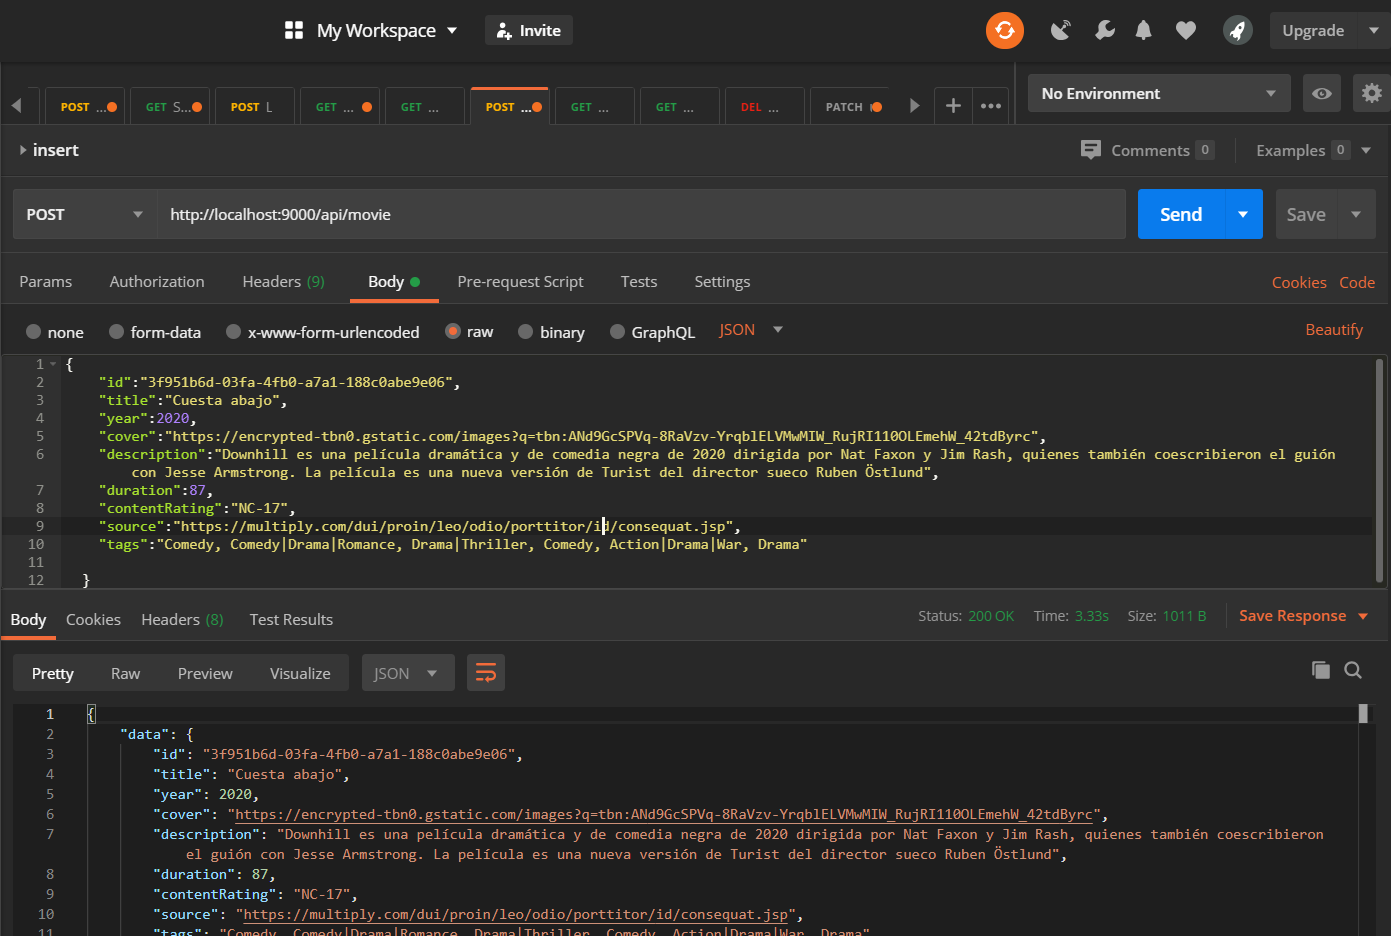 My Workspace
Invite
Upgrade
POST ...
GET S...
POST L
GET ...
GET ...
POST ...
GET ...
GET ...
DEL ...
PATCH
No Environment
insert
Comments 0
Examples 0
POST
http://localhost:9000/api/movie
Send
Save
Params
Authorization
Headers (9)
Body
Pre-request Script
Tests
Settings
Cookies
Code
none
form-data
x-www-form-urlencoded
raw
binary
GraphQL
JSON
Beautify
1 {
2 "id":"3f951b6d-03fa-4fb0-a7a1-188c0abe9e06",
3 "title":"Cuesta abajo",
4 "year":2020,
5 "cover":"https://encrypted-tbn0.gstatic.com/images?q=tbn:ANd9GcSPVq-8RaVzv-YrqblELVMwMIW_RujRI110OLEmehW_42tdByrc",
6 "description":"Downhill es una película dramática y de comedia negra de 2020 dirigida por Nat Faxon y Jim Rash, quienes también coescribieron el guión
con Jesse Armstrong. La película es una nueva versión de Turist del director sueco Ruben Östlund",
7 "duration":87,
8 "contentRating":"NC-17",
9 "source":"https://multiply.com/dui/proin/leo/odio/porttitor/id/consequat.jsp",
10 "tags":"Comedy, Comedy|Drama|Romance, Drama|Thriller, Comedy, Action|Drama|War, Drama"
11
12 }
Body
Cookies
Headers (8)
Test Results
Status: 200 OK
Time: 3.33s
Size: 1011 B
Save Response
Pretty
Raw
Preview
Visualize
JSON
1 {
2 "data": {
3 "id": "3f951b6d-03fa-4fb0-a7a1-188c0abe9e06",
4 "title": "Cuesta abajo",
5 "year": 2020,
6 "cover": "https://encrypted-tbn0.gstatic.com/images?q=tbn:ANd9GcSPVq-8RaVzv-YrqblELVMwMIW_RujRI110OLEmehW_42tdByrc",
7 "description": "Downhill es una película dramática y de comedia negra de 2020 dirigida por Nat Faxon y Jim Rash, quienes también coescribieron
el guión con Jesse Armstrong. La película es una nueva versión de Turist del director sueco Ruben Östlund",
8 "duration": 87,
9 "contentRating": "NC-17",
10 "source": "https://multiply.com/dui/proin/leo/odio/porttitor/id/consequat.jsp",
11 "tags": "Comedy, Comedy|Drama|Romance, Drama|Thriller, Comedy, Action|Drama|War, Drama"